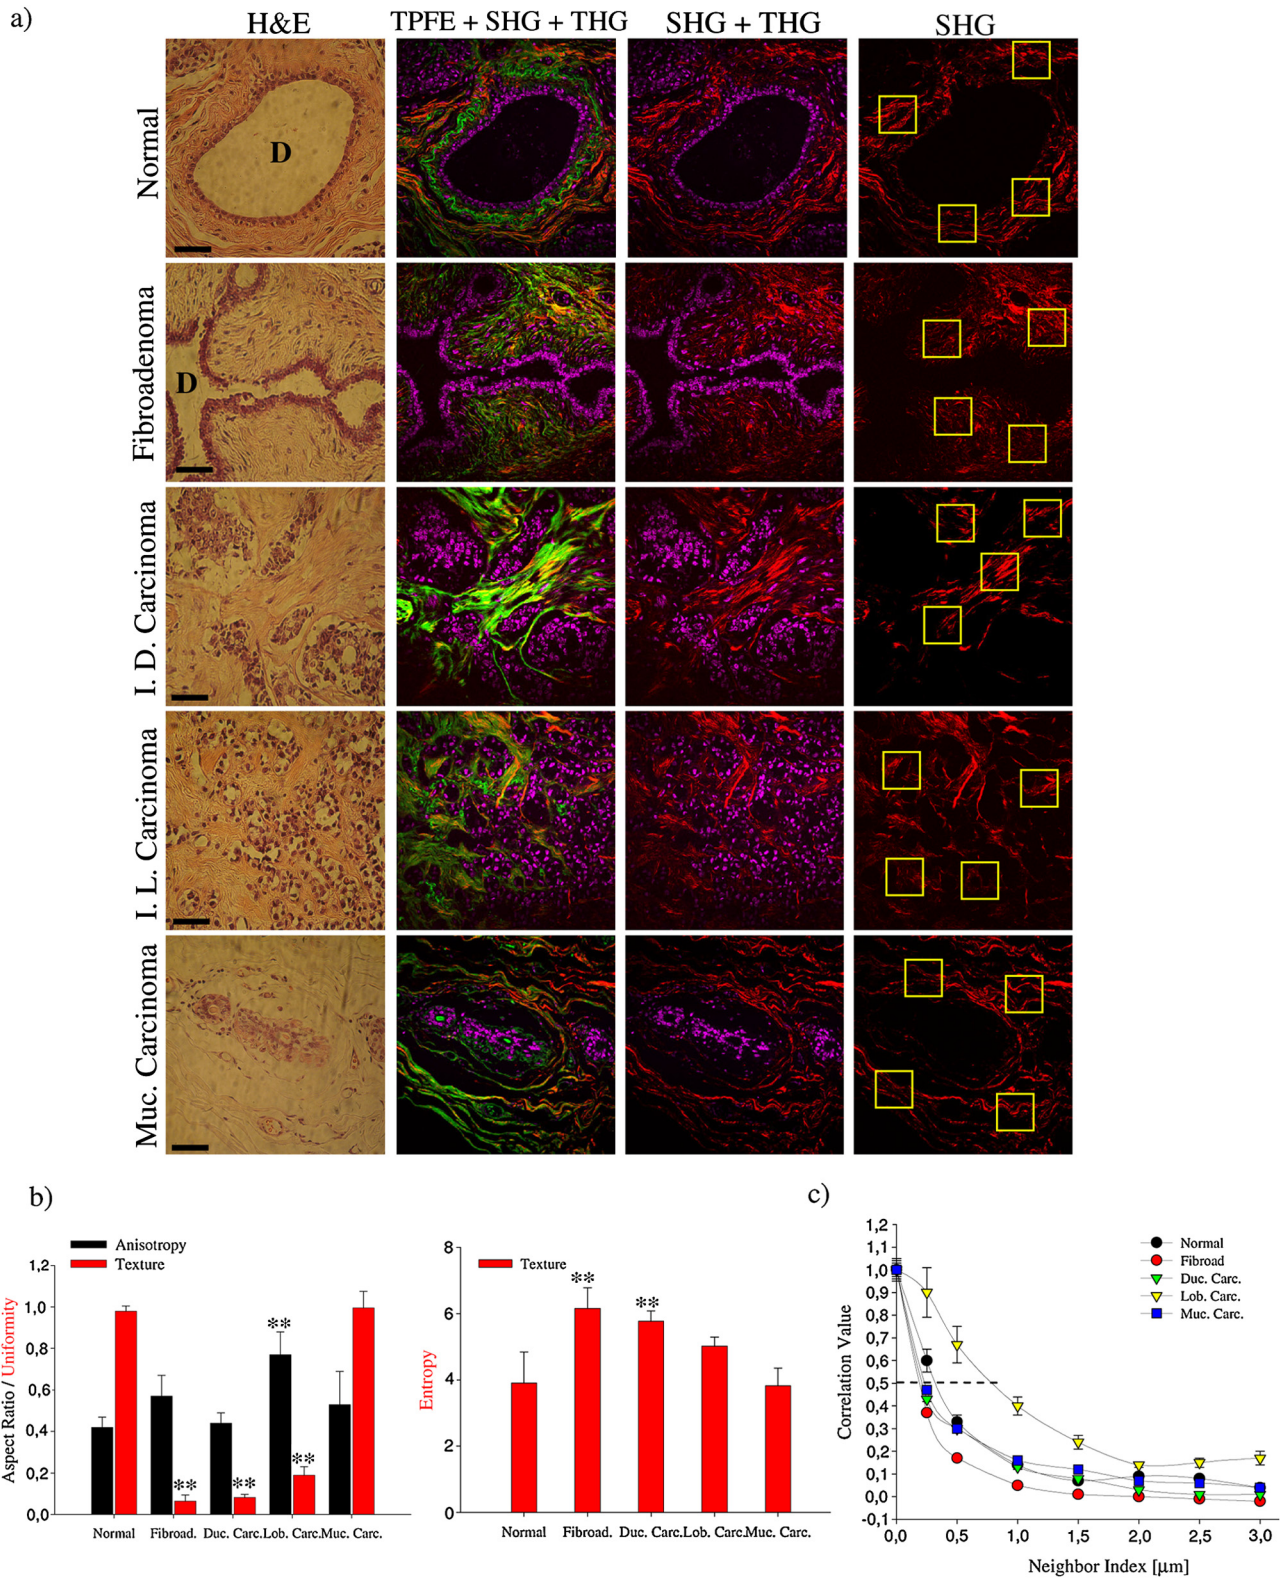 a)
H&E
TPFE + SHG + THG
SHG + THG
SHG
Normal
D
Fibroadenoma
D
I. D. Carcinoma
I. L. Carcinoma
Muc. Carcinoma
b)
Anisotropy
Texture
Aspect Ratio / Uniformity
1,2
1,0
0,8
0,6
0,4
0,2
0,0
**
**
**
**
Normal
Fibroad.
Duc. Carc.
Lob. Carc.
Muc. Carc.
Texture
Entropy
8
6
4
2
0
**
**
Normal
Fibroad.
Duc. Carc.
Lob. Carc.
Muc. Carc.
c)
Normal
Fibroad
Duc. Carc.
Lob. Carc.
Muc. Carc.
Correlation Value
1,2
1,1
1,0
0,9
0,8
0,7
0,6
0,5
0,4
0,3
0,2
0,1
0,0
-0,1
0,0
0,5
1,0
1,5
2,0
2,5
3,0
Neighbor Index [μm]